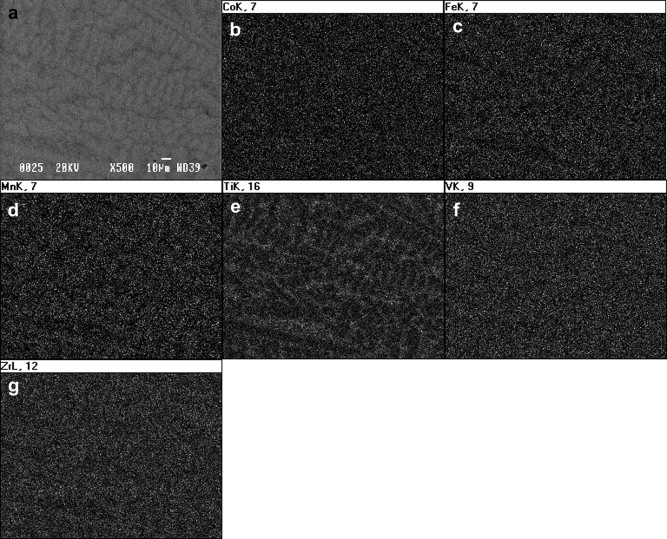 a
0025 20KV X500 10µm WD39
CoK, 7
b
FeK, 7
c
MnK, 7
d
TiK, 16
e
VK, 9
f
ZrL, 12
g